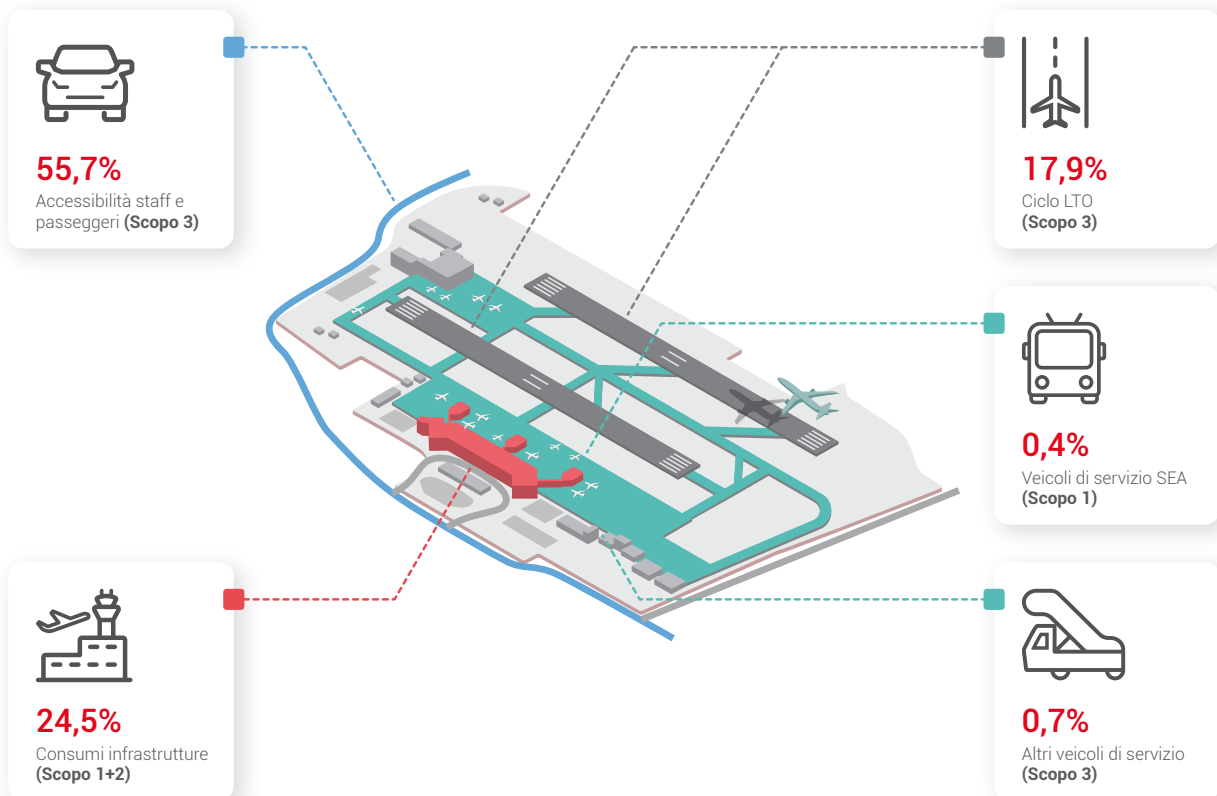 55,7%
Accessibilità staff e
passeggeri (Scopo 3)
17,9%
Ciclo LTO
(Scopo 3)
0,4%
Veicoli di servizio SEA
(Scopo 1)
24,5%
Consumi infrastrutture
(Scopo 1+2)
0,7%
Altri veicoli di servizio
(Scopo 3)